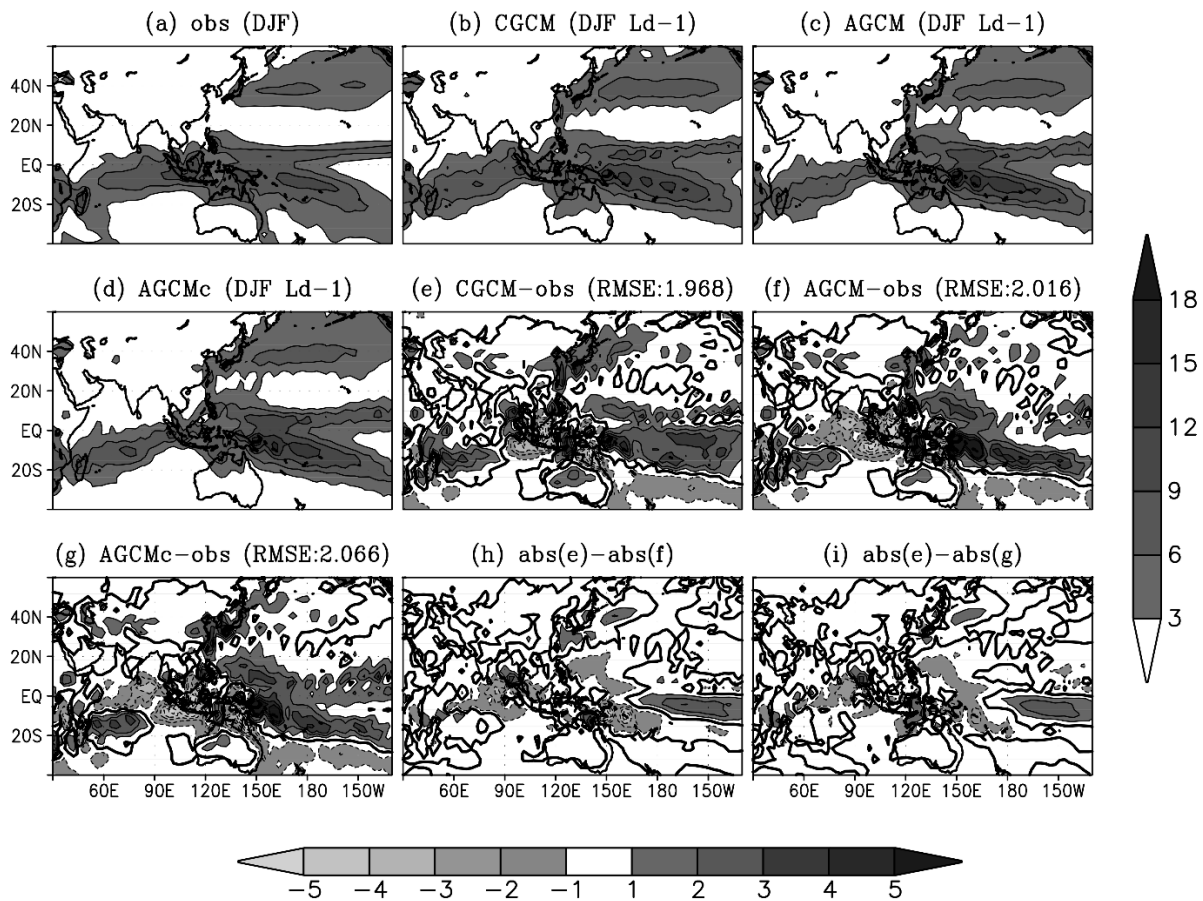 (a) obs (DJF)
(b) CGCM (DJF Ld-1)
(c) AGCM (DJF Ld-1)
40N
20N
EQ
20S
(d) AGCMc (DJF Ld-1)
(e) CGCM-obs (RMSE:1.968)
(f) AGCM-obs (RMSE:2.016)
40N
20N
EQ
20S
(g) AGCMc-obs (RMSE:2.066)
(h) abs(e)-abs(f)
(i) abs(e)-abs(g)
40N
20N
EQ
20S
60E 90E 120E 150E 180 150W
60E 90E 120E 150E 180 150W
60E 90E 120E 150E 180 150W
18
15
12
9
6
3
-5 -4 -3 -2 -1 1 2 3 4 5